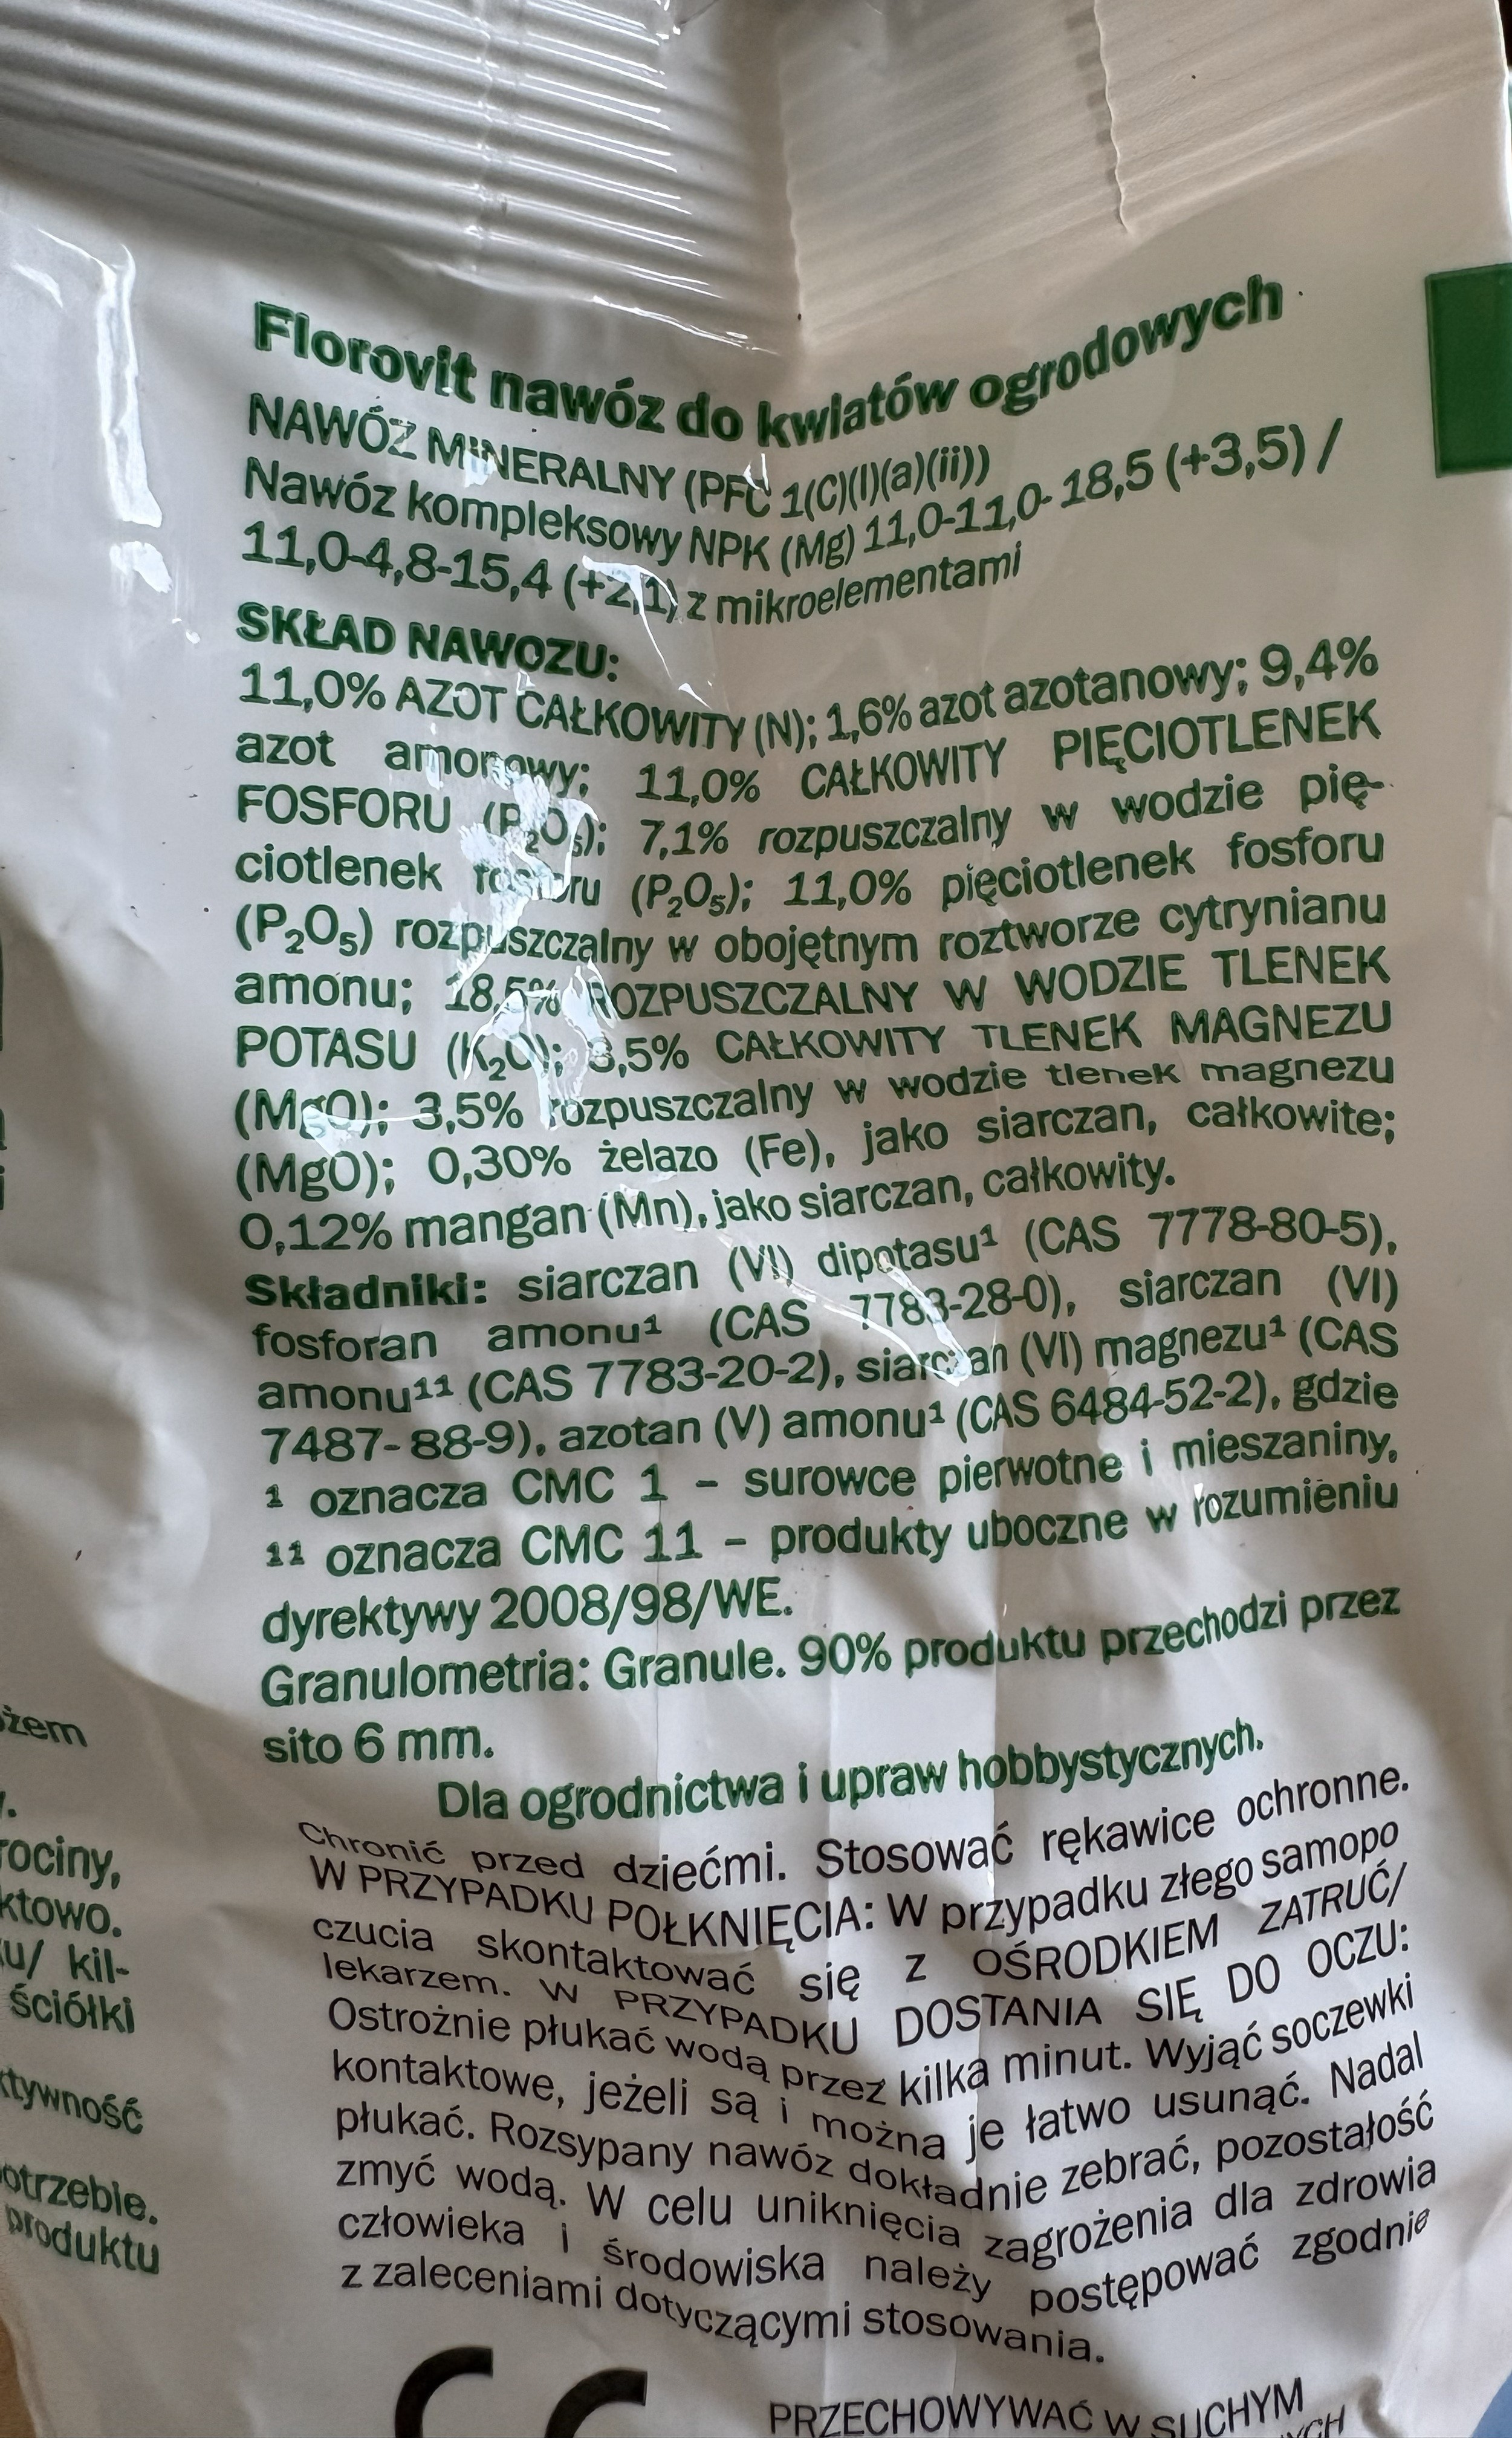 Florovit nawóz do kwiatów ogrodowych
NAWÓZ MINERALNY (PFC 1(C)(I)(a)(ii))
Nawóz kompleksowy NPK (Mg) 11,0-11,0- 18,5 (+3,5) /
11,0-4,8-15,4 (+2,1) z mikroelementami
SKŁAD NAWOZU:
11,0% AZOT CAŁKOWITY (N); 1,6% azot azotanowy; 9,4%
azot amonowy; 11,0% CAŁKOWITY PIĘCIOTLENEK
FOSFORU (P₂O₅); 7,1% rozpuszczalny w wodzie pię-
ciotlenek fosforu (P₂O₅); 11,0% pięciotlenek fosforu
(P₂O₅) rozpuszczalny w obojętnym roztworze cytrynianu
amonu; 18,5% ROZPUSZCZALNY W WODZIE TLENEK
POTASU (K₂O); 3,5% CAŁKOWITY TLENEK MAGNEZU
(MgO); 3,5% rozpuszczalny w wodzie tlenek magnezu
(MgO); 0,30% żelazo (Fe), jako siarczan, całkowite;
0,12% mangan (Mn), jako siarczan, całkowity.
Składniki: siarczan (VI) dipotasu¹ (CAS 7778-80-5),
fosforan amonu¹ (CAS 7783-28-0), siarczan (VI)
amonu¹¹ (CAS 7783-20-2), siarczan (VI) magnezu¹ (CAS
7487- 88-9), azotan (V) amonu¹ (CAS 6484-52-2), gdzie
¹ oznacza CMC 1 – surowce pierwotne i mieszaniny,
¹¹ oznacza CMC 11 – produkty uboczne w rozumieniu
dyrektywy 2008/98/WE.
Granulometria: Granule. 90% produktu przechodzi przez
sito 6 mm.
Dla ogrodnictwa i upraw hobbystycznych.
Chronić przed dziećmi. Stosować rękawice ochronne.
W PRZYPADKU POŁKNIĘCIA: W przypadku złego samopo
czucia skontaktować się z OŚRODKIEM ZATRUĆ/
lekarzem. W PRZYPADKU DOSTANIA SIĘ DO OCZU:
Ostrożnie płukać wodą przez kilka minut. Wyjąć soczewki
kontaktowe, jeżeli są i można je łatwo usunąć. Nadal
płukać. Rozsypany nawóz dokładnie zebrać, pozostałość
zmyć wodą. W celu uniknięcia zagrożenia dla zdrowia
człowieka i środowiska należy postępować zgodnie
z zaleceniami dotyczącymi stosowania.
CE
PRZECHOWYWAĆ W SUCHYM
żem
rociny,
ktowo.
u/ kil-
ściółki
ktywność
otrzebie.
produktu